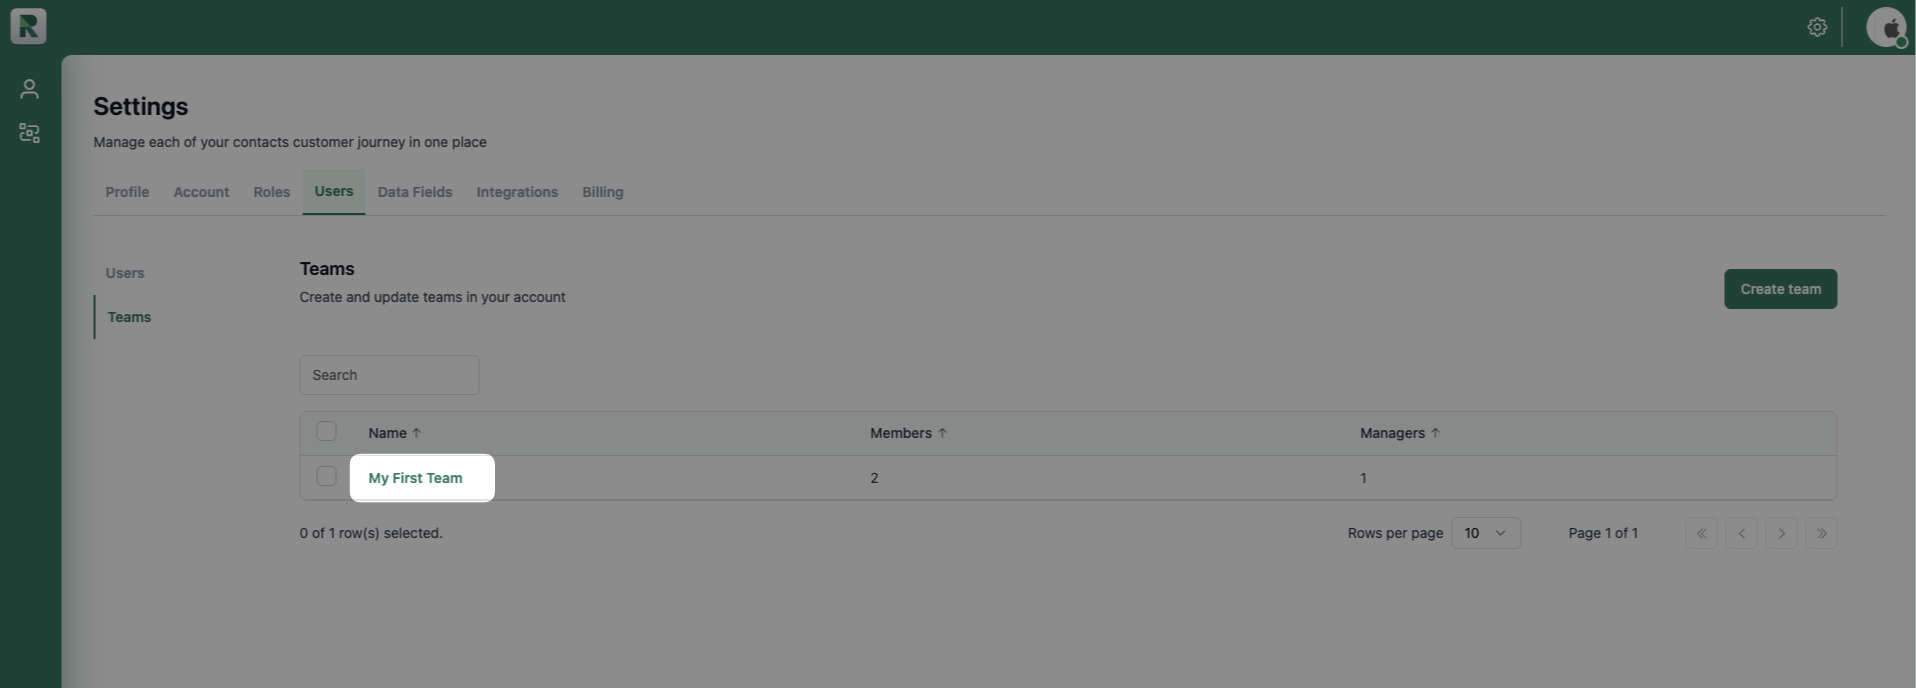 R
Settings
Manage each of your contacts customer journey in one place
Profile Account Roles Users Data Fields Integrations Billing
Users
Teams
Teams
Create and update teams in your account
Create team
Search
Name ↑ Members ↑ Managers ↑
My First Team 2 1
0 of 1 row(s) selected.
Rows per page 10 Page 1 of 1